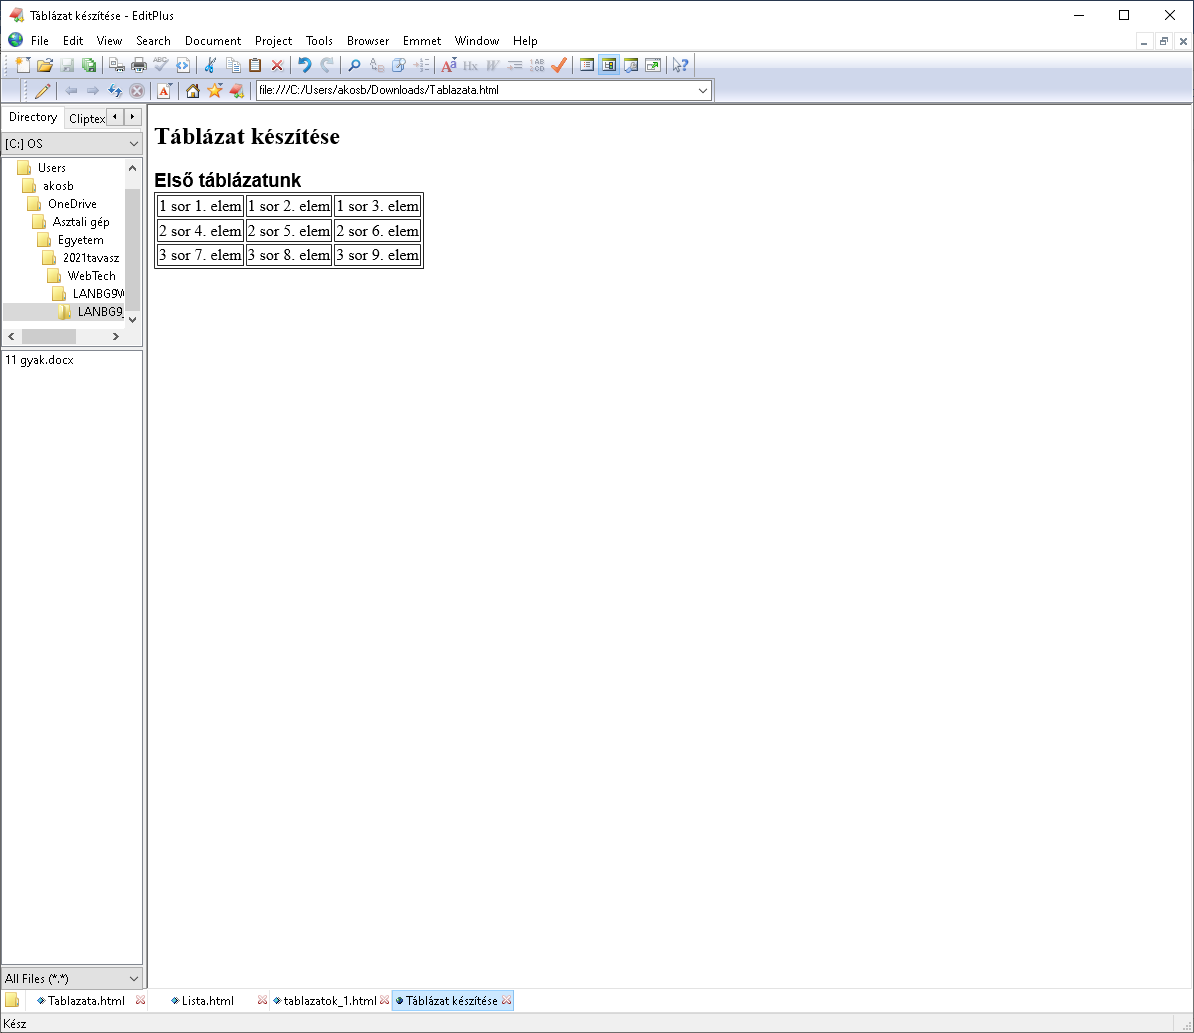 Táblázat készítése - EditPlus
File Edit View Search Document Project Tools Browser Emmet Window Help
file:///C:/Users/akosb/Downloads/Tablazata.html
Directory Cliptex
[C:] OS
Users
akosb
OneDrive
Asztali gép
Egyetem
2021tavasz
WebTech
LANBG9W
LANBG9_
11 gyak.docx
All Files (*.*)
Táblázat készítése
Első táblázatunk
1 sor 1. elem 1 sor 2. elem 1 sor 3. elem
2 sor 4. elem 2 sor 5. elem 2 sor 6. elem
3 sor 7. elem 3 sor 8. elem 3 sor 9. elem
Tablazata.html Lista.html tablazatok_1.html Táblázat készítése
Kész